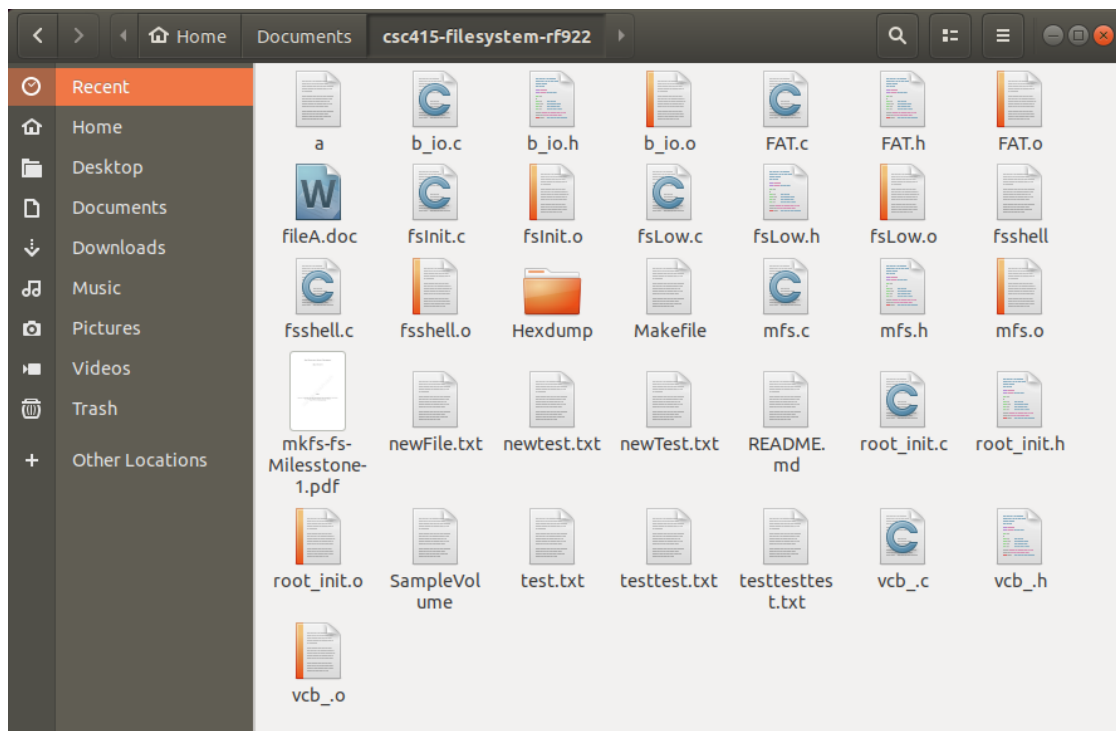 Home Documents csc415-filesystem-rf922
Recent
Home
Desktop
Documents
Downloads
Music
Pictures
Videos
Trash
Other Locations
a b_io.c b_io.h b_io.o FAT.c FAT.h FAT.o
W
fileA.doc fsInit.c fsInit.o fsLow.c fsLow.h fsLow.o fsshell
fsshell.c fsshell.o Hexdump Makefile mfs.c mfs.h mfs.o
mkfs-fs- newFile.txt newtest.txt newTest.txt README. root_init.c root_init.h
Milesstone- md
1.pdf
root_init.o SampleVol test.txt testtest.txt testtesttes vcb_.c vcb_.h
ume t.txt
vcb_.o